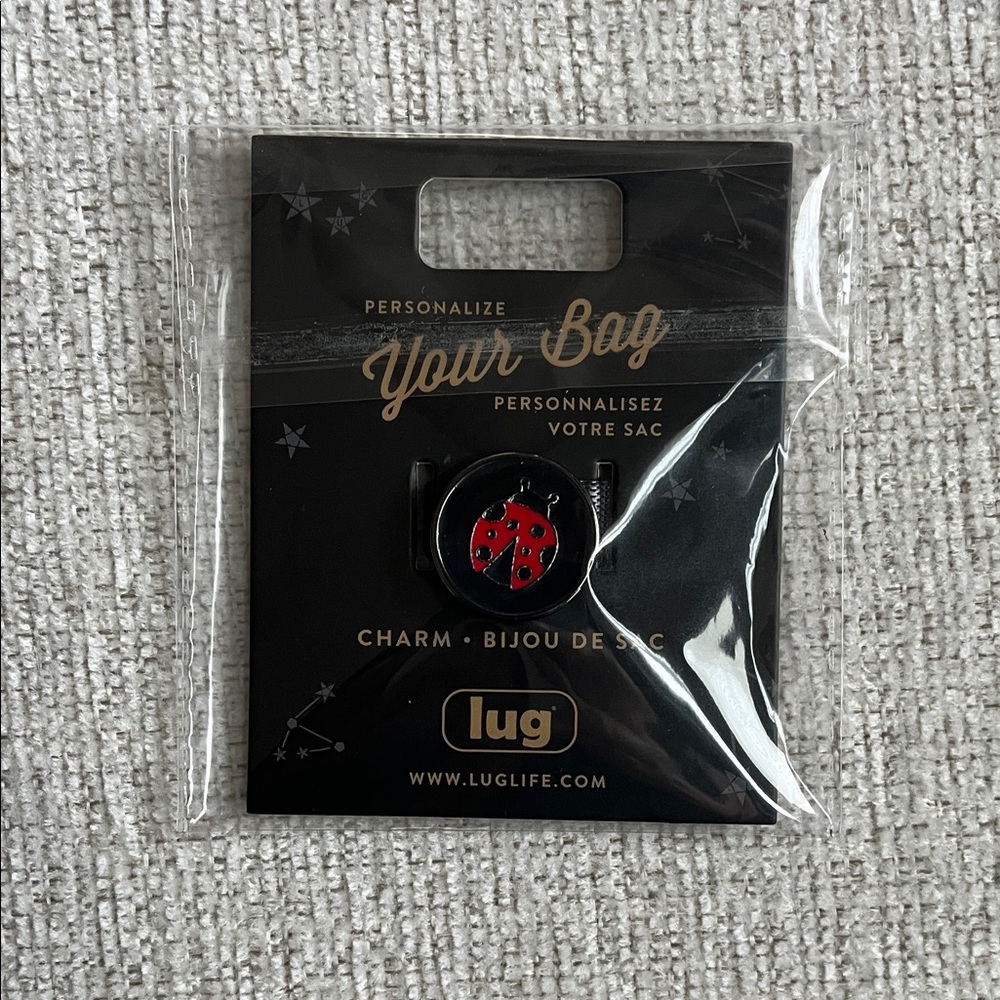 PERSONALIZE
Your Bag
PERSONNALISEZ
VOTRE SAC
CHARM • BIJOU DE SAC
lug
WWW.LUGLIFE.COM